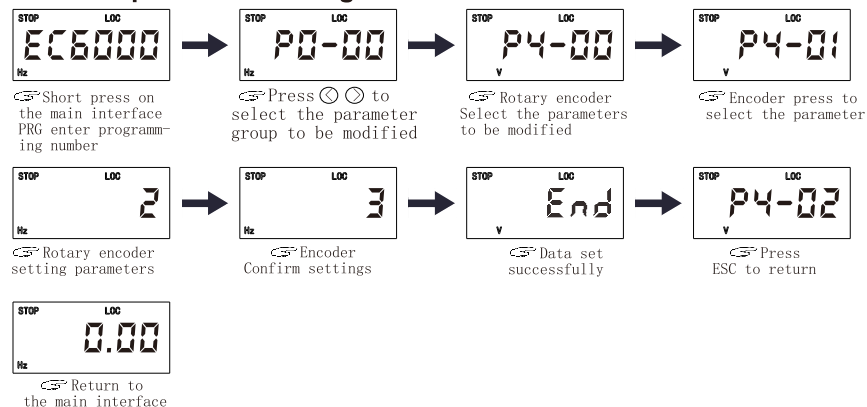 STOP LOC
EC6000
Hz
Short press on
the main interface
PRG enter programm-
ing number
STOP LOC
P0-00
Hz
Press to
select the parameter
group to be modified
STOP LOC
P4-00
V
Rotary encoder
Select the parameters
to be modified
STOP LOC
P4-01
V
Encoder press to
select the parameter
STOP LOC
2
Hz
Rotary encoder
setting parameters
STOP LOC
3
Hz
Encoder
Confirm settings
STOP LOC
End
V
Data set
successfully
STOP LOC
P4-02
V
Press
ESC to return
STOP LOC
0.00
Hz
Return to
the main interface